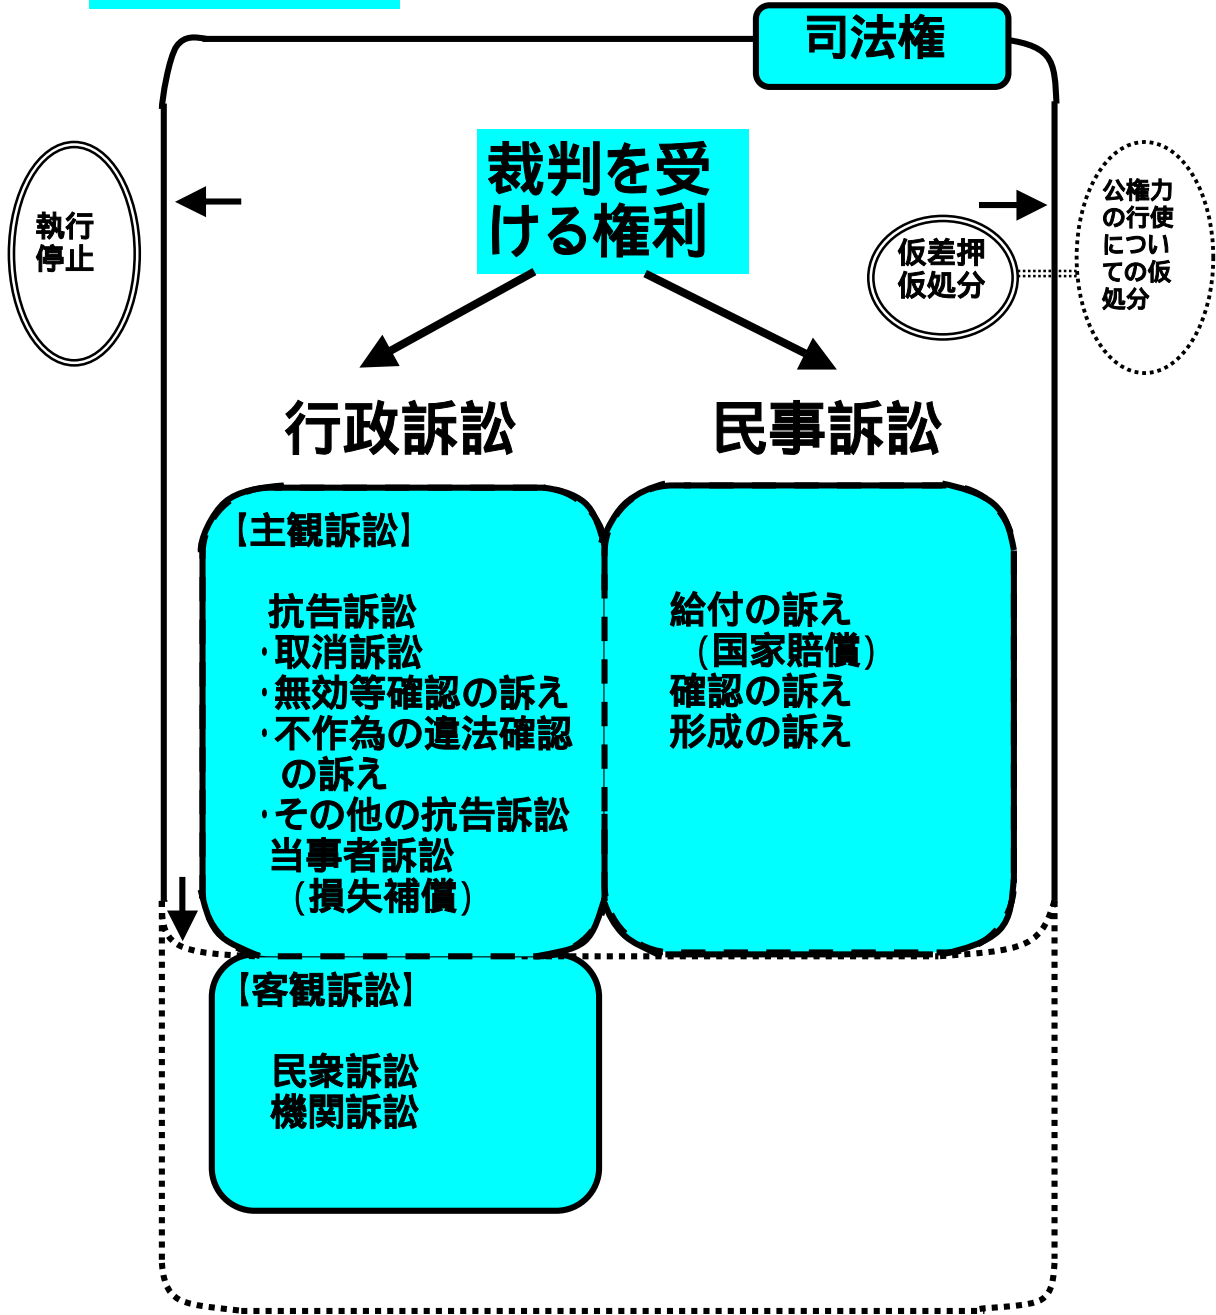 司法権
裁判を受
ける権利
執行
停止
仮差押
仮処分
公権力
の行使
につい
ての仮
処分
行政訴訟
民事訴訟
【主観訴訟】
抗告訴訟
・取消訴訟
・無効等確認の訴え
・不作為の違法確認
の訴え
・その他の抗告訴訟
当事者訴訟
（損失補償）
給付の訴え
（国家賠償）
確認の訴え
形成の訴え
【客観訴訟】
民衆訴訟
機関訴訟